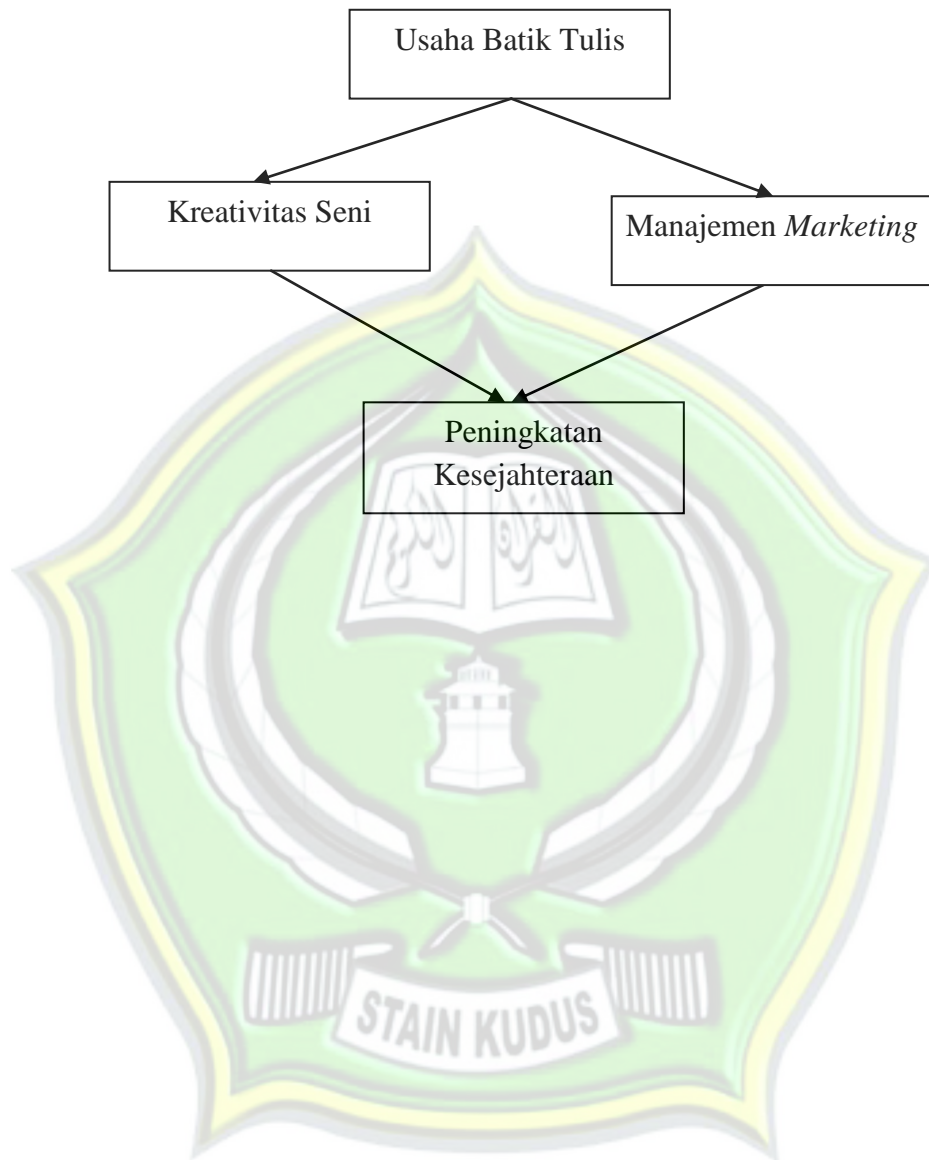 Usaha Batik Tulis
Kreativitas Seni
Manajemen Marketing
Peningkatan
Kesejahteraan
STAIN KUDUS